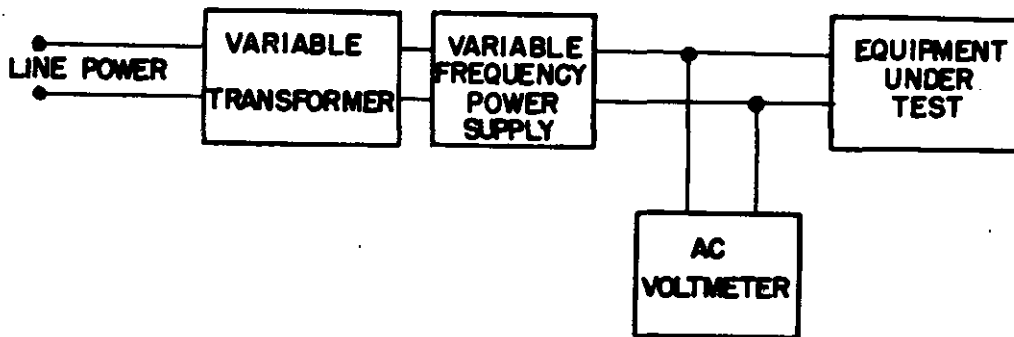 LINE POWER
VARIABLE
TRANSFORMER
VARIABLE
FREQUENCY
POWER
SUPPLY
EQUIPMENT
UNDER
TEST
AC
VOLTMETER